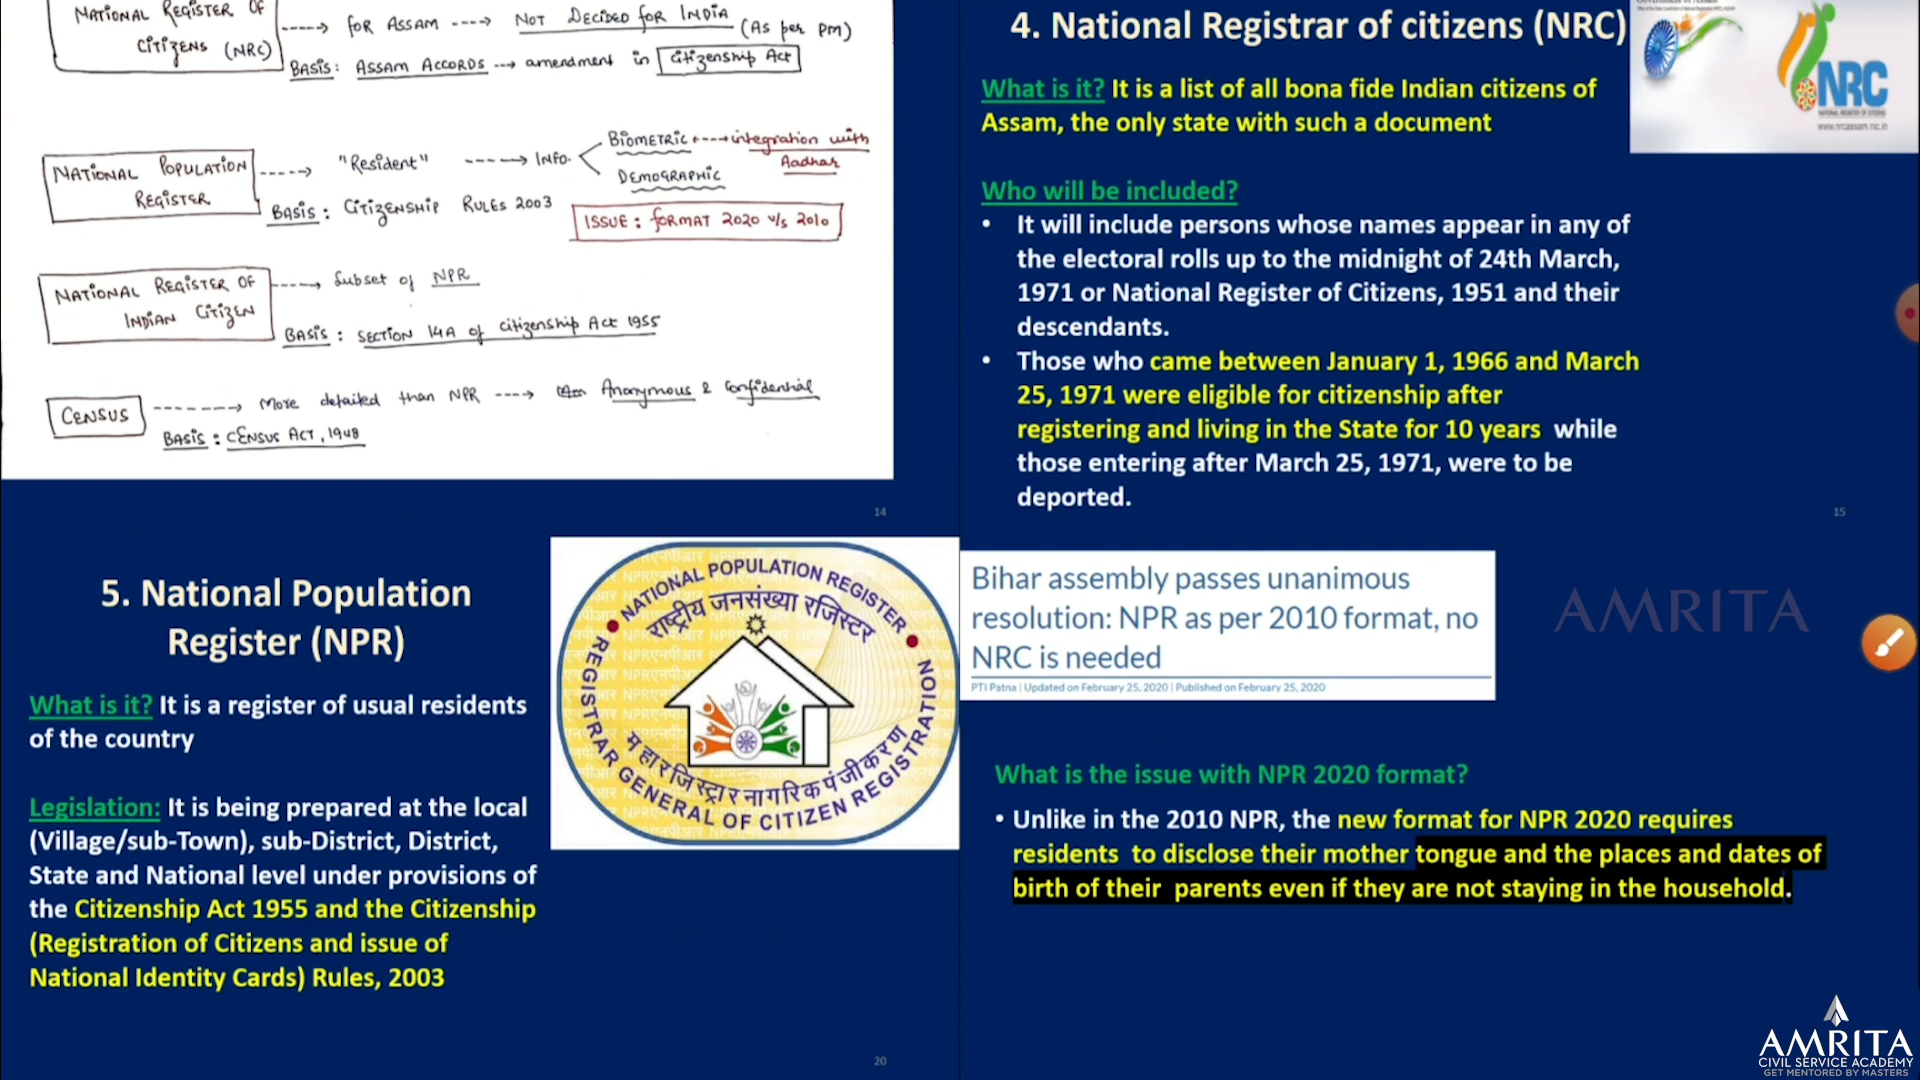 NATIONAL REGISTER OF
CITIZENS (NRC)
for ASSAM
NOT DECIDED for INDIA
(As per PM)
BASIS: ASSAM ACCORDS
amendment in
Citizenship Act
NATIONAL POPULATION
REGISTER
"Resident"
INFO.
BIOMETRIC
integration with
Aadhar
DEMOGRAPHIC
BASIS: CITIZENSHIP RULES 2003
ISSUE: FORMAT 2020 v/s 2010
NATIONAL REGISTER OF
INDIAN CITIZEN
Subset of NPR
BASIS: SECTION 14A of citizenship Act 1955
CENSUS
More detailed than NPR
Anonymous & Confidential
BASIS: CENSUS ACT, 1948
14
4. National Registrar of citizens (NRC)
NRC
NATIONAL REGISTER OF CITIZENS
www.nrcassam.nic.in
What is it? It is a list of all bona fide Indian citizens of
Assam, the only state with such a document
Who will be included?
• It will include persons whose names appear in any of
the electoral rolls up to the midnight of 24th March,
1971 or National Register of Citizens, 1951 and their
descendants.
• Those who came between January 1, 1966 and March
25, 1971 were eligible for citizenship after
registering and living in the State for 10 years while
those entering after March 25, 1971, were to be
deported.
15
5. National Population
Register (NPR)
What is it? It is a register of usual residents
of the country
Legislation: It is being prepared at the local
(Village/sub-Town), sub-District, District,
State and National level under provisions of
the Citizenship Act 1955 and the Citizenship
(Registration of Citizens and issue of
National Identity Cards) Rules, 2003
NATIONAL POPULATION REGISTER
राष्ट्रीय जनसंख्या रजिस्टर
महारजिस्ट्रार नागरिक पंजीकरण
REGISTRAR GENERAL OF CITIZEN REGISTRATION
20
Bihar assembly passes unanimous
resolution: NPR as per 2010 format, no
NRC is needed
PTI Patna | Updated on February 25, 2020 | Published on February 25, 2020
AMRITA
What is the issue with NPR 2020 format?
• Unlike in the 2010 NPR, the new format for NPR 2020 requires
residents to disclose their mother tongue and the places and dates of
birth of their parents even if they are not staying in the household.
AMRITA
CIVIL SERVICE ACADEMY
GET MENTORED BY MASTERS